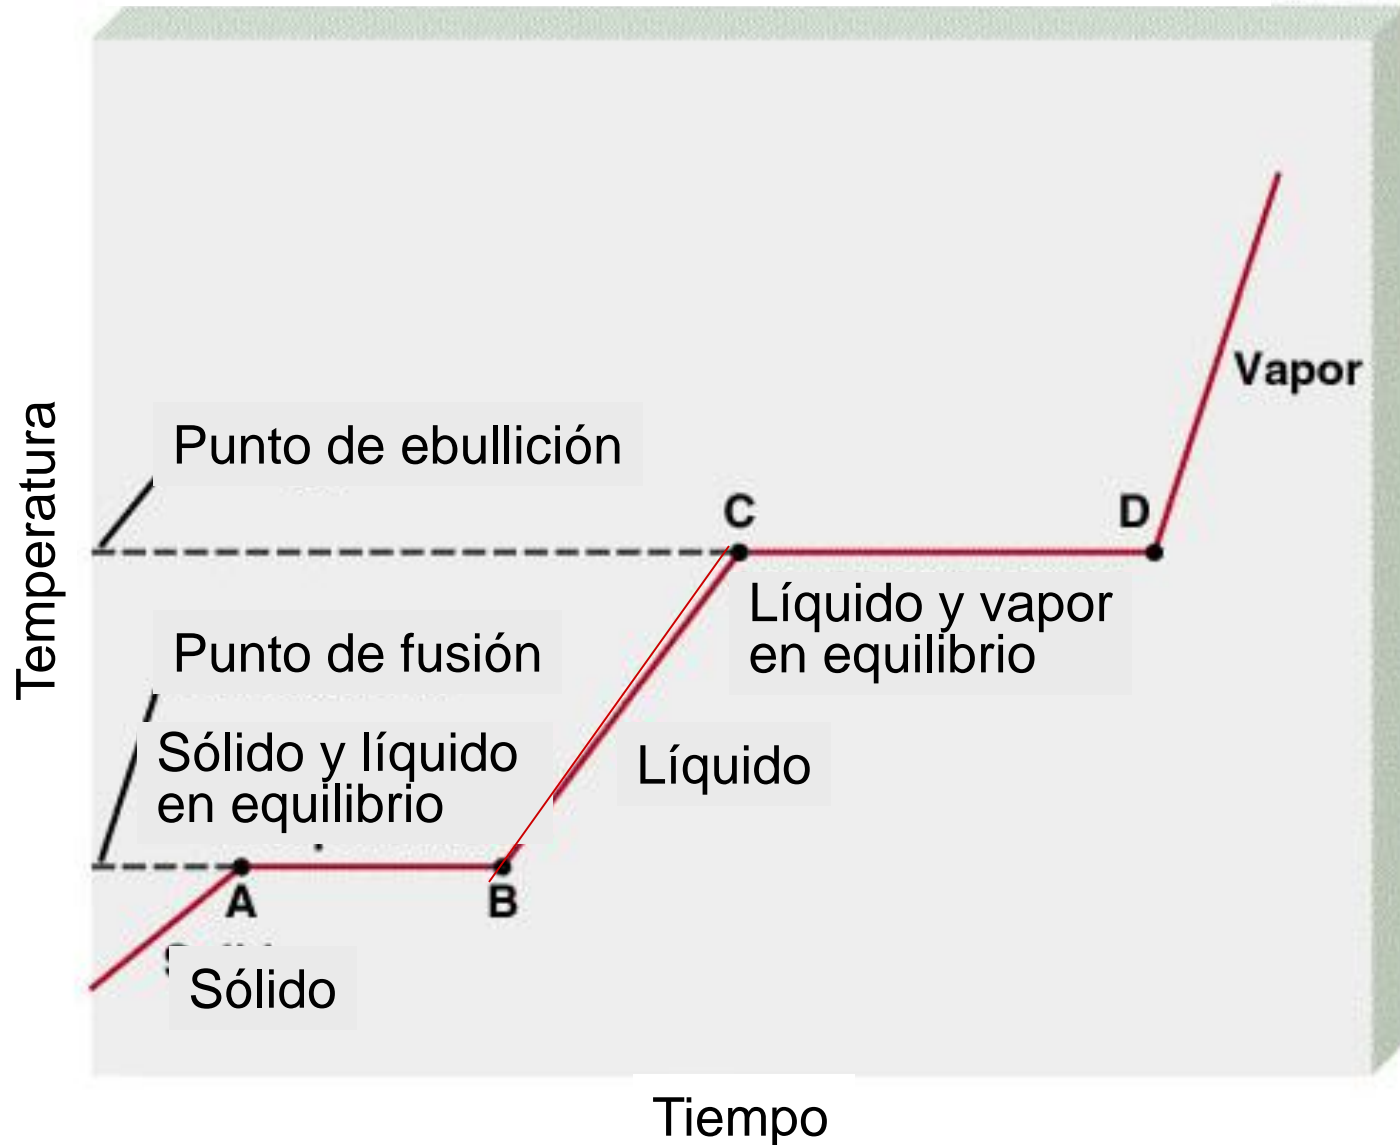 Temperatura
Punto de ebullición
C
D
Vapor
Líquido y vapor
en equilibrio
Punto de fusión
Sólido y líquido
en equilibrio
Líquido
A
B
Sólido
Tiempo